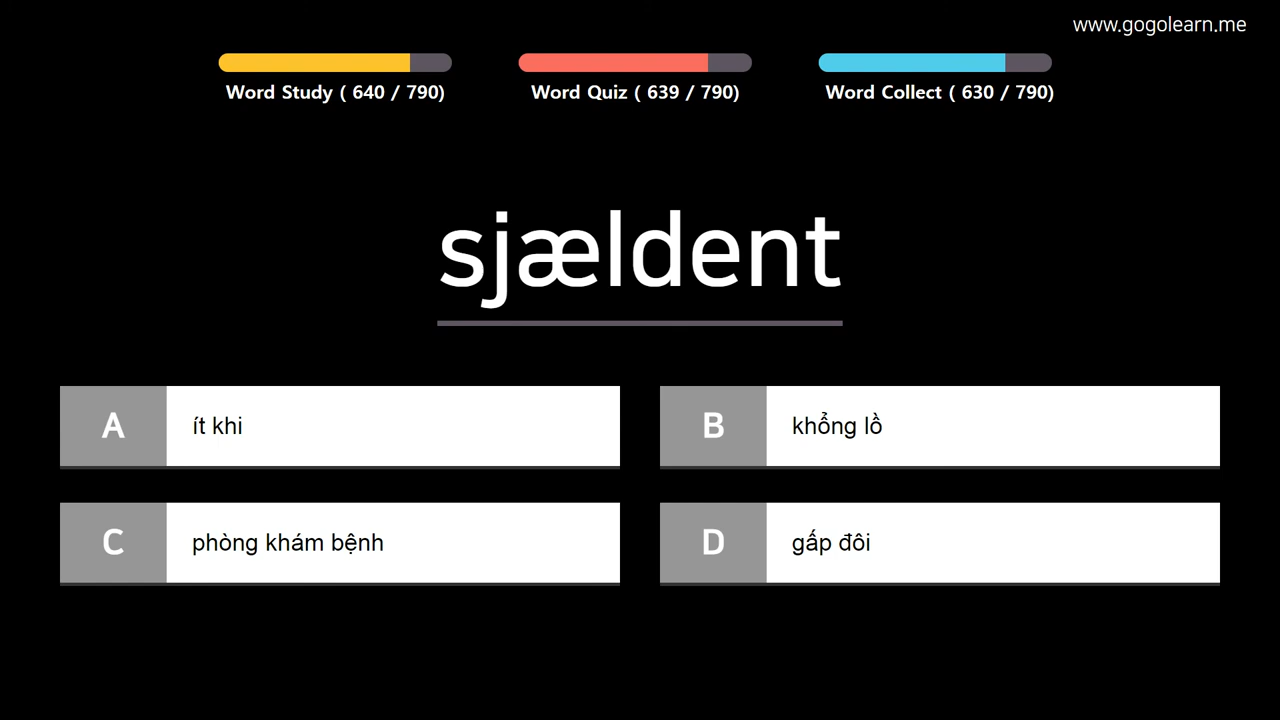 www.gogolearn.me
Word Study ( 640 / 790)
Word Quiz ( 639 / 790)
Word Collect ( 630 / 790)
sjældent
A
ít khi
B
khổng lồ
C
phòng khám bệnh
D
gấp đôi